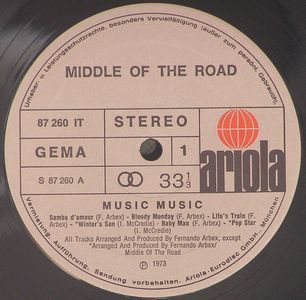 Urheber- u. Leistungsschutzrechte. besonders Vervielfältigung (außer zum persönl. Gebrauch),
MIDDLE OF THE ROAD
87 260 IT
STEREO
GEMA
1
S 87 260 A
33 1/3
ariola
MUSIC MUSIC
Samba d'amour (F. Arbex) - Bloody Monday (F. Arbex) - Life's Train (F.
Arbex) - *Winter's Sun (I. McCredie) - Baby Man (F. Arbex) - *Pop Star
(I. McCredie)
All Tracks Arranged And Produced By Fernando Arbex, except
*Arranged And Produced By Fernando Arbex/
Middle Of The Road
Ⓟ 1973
Vermietung, Aufführung, Sendung vorbehalten. Ariola-Eurodisc GmbH, München